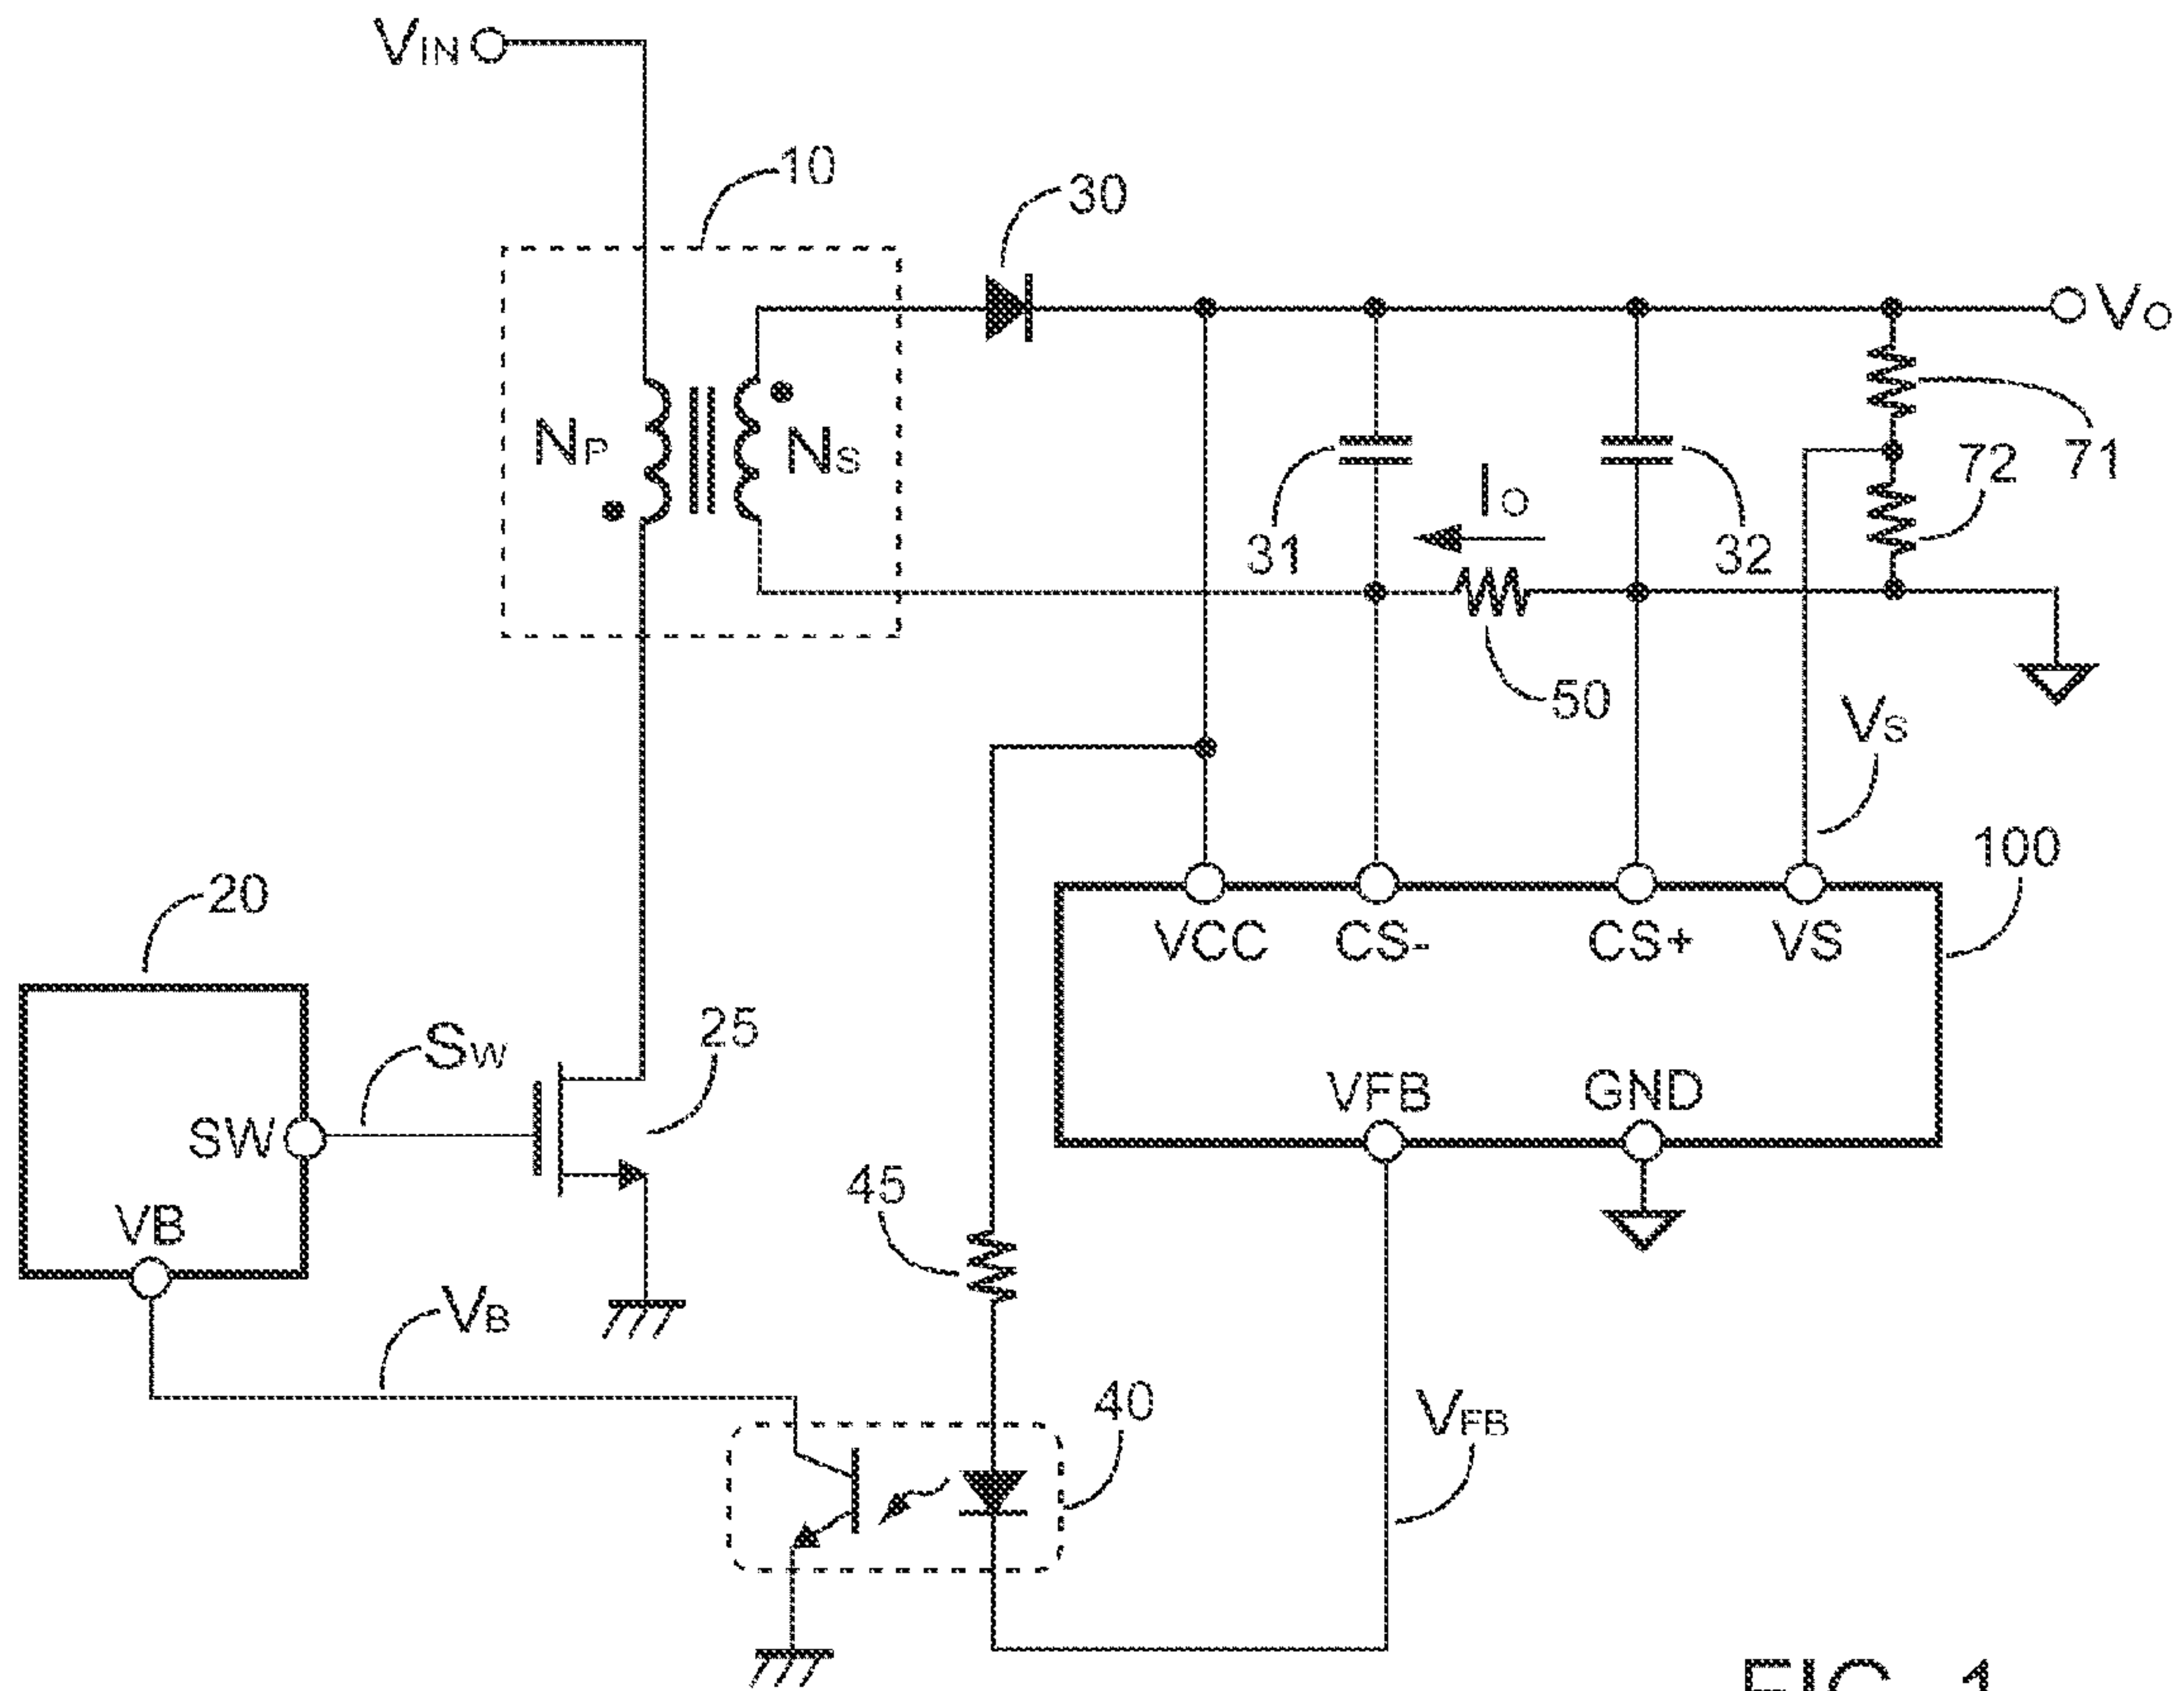 VIN
10
30
VO
NP
NS
71
72
IO
31
32
50
VS
100
20
VCC
CS-
CS+
VS
SW
25
SW
VFB
GND
45
VB
VB
40
VFB
FIG. 1